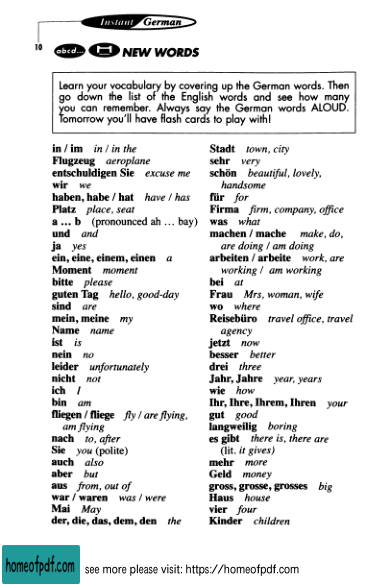 Instant German
10
abcd... NEW WORDS
Learn your vocabulary by covering up the German words. Then
go down the list of the English words and see how many
you can remember. Always say the German words ALOUD.
Tomorrow you'll have flash cards to play with!
in / im in / in the
Flugzeug aeroplane
entschuldigen Sie excuse me
wir we
haben, habe / hat have / has
Platz place, seat
a ... b (pronounced ah ... bay)
und and
ja yes
ein, eine, einem, einen a
Moment moment
bitte please
guten Tag hello, good-day
sind are
mein, meine my
Name name
ist is
nein no
leider unfortunately
nicht not
ich I
bin am
fliegen / fliege fly / are flying,
am flying
nach to, after
Sie you (polite)
auch also
aber but
aus from, out of
war / waren was / were
Mai May
der, die, das, dem, den the
Stadt town, city
sehr very
schön beautiful, lovely,
handsome
für for
Firma firm, company, office
was what
machen / mache make, do,
are doing / am doing
arbeiten / arbeite work, are
working / am working
bei at
Frau Mrs, woman, wife
wo where
Reisebüro travel office, travel
agency
jetzt now
besser better
drei three
Jahr, Jahre year, years
wie how
Ihr, Ihre, Ihrem, Ihren your
gut good
langweilig boring
es gibt there is, there are
(lit. it gives)
mehr more
Geld money
gross, grosse, grosses big
Haus house
vier four
Kinder children
homeofpdf.com see more please visit: https://homeofpdf.com